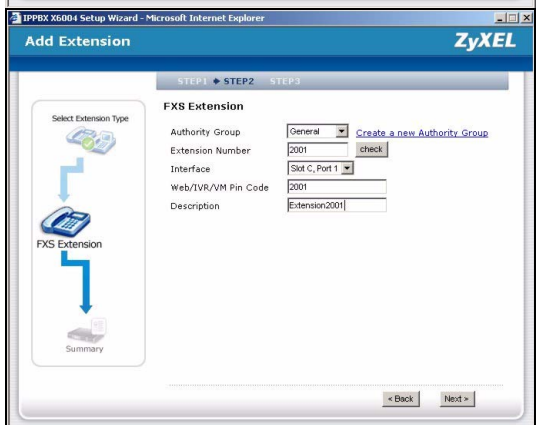 IPPBX X6004 Setup Wizard - Microsoft Internet Explorer
Add Extension
ZyXEL
STEP1 STEP2 STEP3
Select Extension Type
FXS Extension
Summary
FXS Extension
Authority Group General Create a new Authority Group
Extension Number 2001 check
Interface Slot C, Port 1
Web/IVR/VM Pin Code 2001
Description Extension2001
< Back Next >